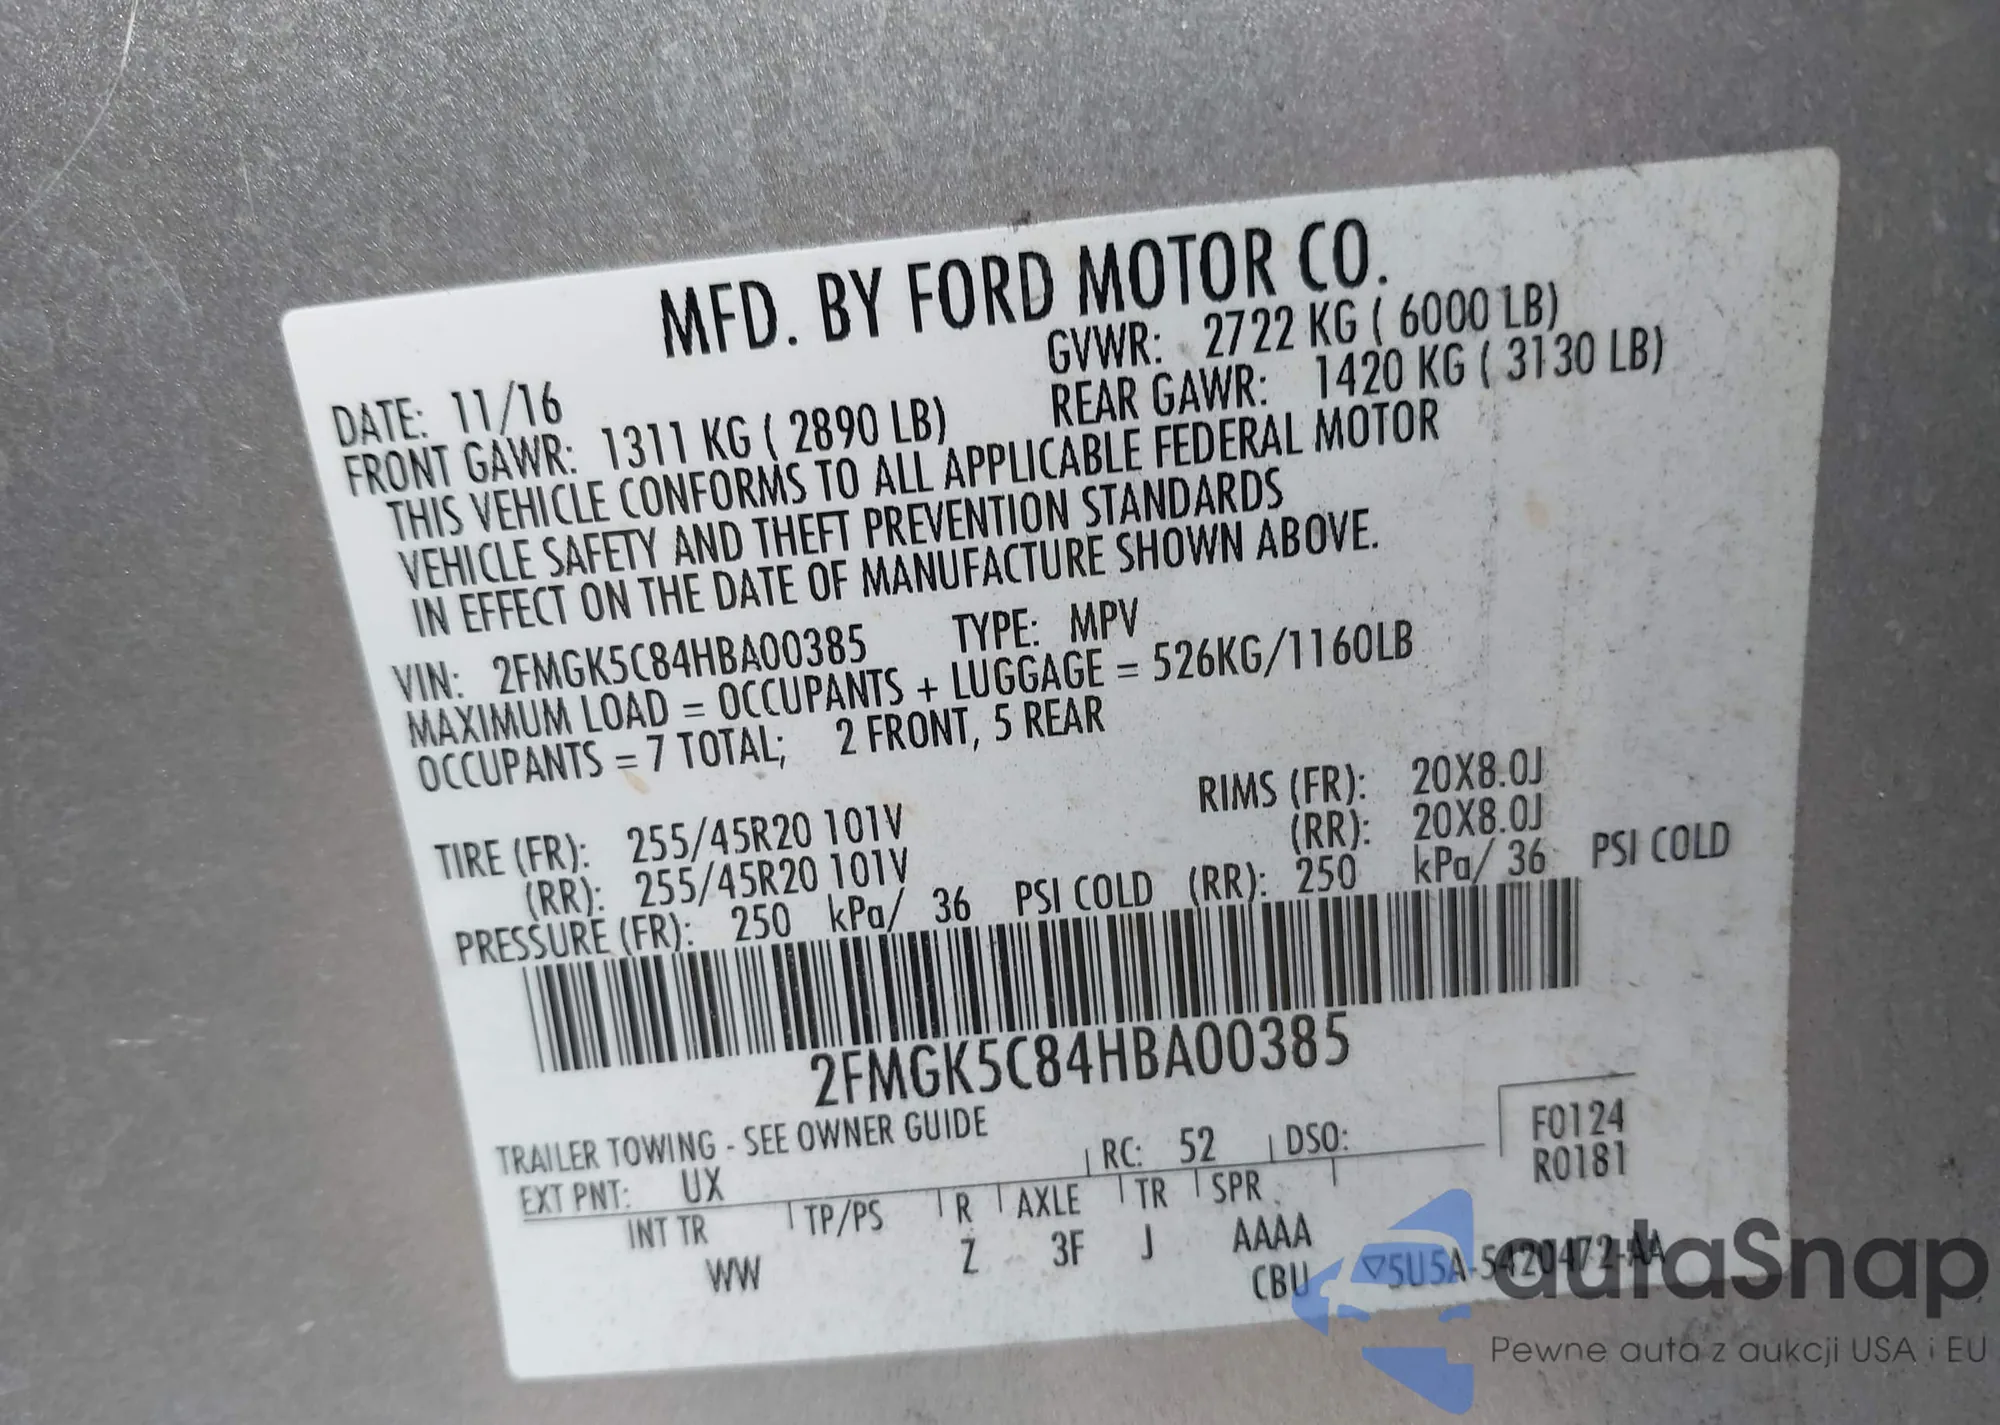 MFD. BY FORD MOTOR CO.
DATE: 11/16 GVWR: 2722 KG ( 6000 LB)
FRONT GAWR: 1311 KG ( 2890 LB) REAR GAWR: 1420 KG ( 3130 LB)
THIS VEHICLE CONFORMS TO ALL APPLICABLE FEDERAL MOTOR
VEHICLE SAFETY AND THEFT PREVENTION STANDARDS
IN EFFECT ON THE DATE OF MANUFACTURE SHOWN ABOVE.
VIN: 2FMGK5C84HBA00385 TYPE: MPV
MAXIMUM LOAD = OCCUPANTS + LUGGAGE = 526KG/1160LB
OCCUPANTS = 7 TOTAL; 2 FRONT, 5 REAR
TIRE (FR): 255/45R20 101V RIMS (FR): 20X8.0J
(RR): 255/45R20 101V (RR): 20X8.0J
PRESSURE (FR): 250 kPa/ 36 PSI COLD (RR): 250 kPa/ 36 PSI COLD
2FMGK5C84HBA00385
TRAILER TOWING - SEE OWNER GUIDE
EXT PNT: UX RC: 52 DSO: F0124
R0181
INT TR TP/PS R AXLE TR SPR
WW Z 3F J AAAA
CBU ▽5U5A-5420472-AA
autaSnap
Pewne auta z aukcji USA i EU